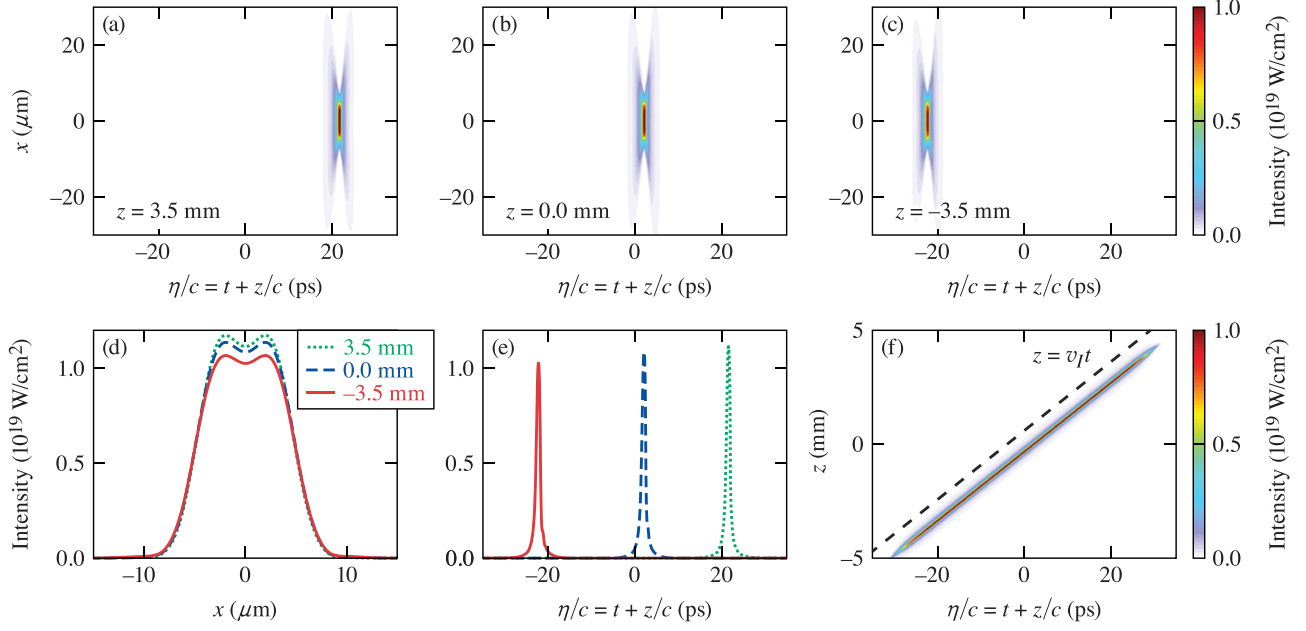 (a)
30
0
–30
x (μm)
z = 3.5 mm
–20
0
20
η/c = t + z/c (ps)
(b)
20
0
–20
z = 0.0 mm
–20
0
20
η/c = t + z/c (ps)
(c)
20
0
–20
z = –3.5 mm
–20
0
20
η/c = t + z/c (ps)
1.0
0.5
0.0
Intensity (10¹⁹ W/cm²)
(d)
1.0
0.5
0.0
Intensity (10¹⁹ W/cm²)
3.5 mm
0.0 mm
–3.5 mm
–10
0
10
x (μm)
(e)
1.0
0.5
0.0
–20
0
20
η/c = t + z/c (ps)
(f)
z = v_I t
5
0
–5
z (mm)
–20
0
20
η/c = t + z/c (ps)
1.0
0.5
0.0
Intensity (10¹⁹ W/cm²)